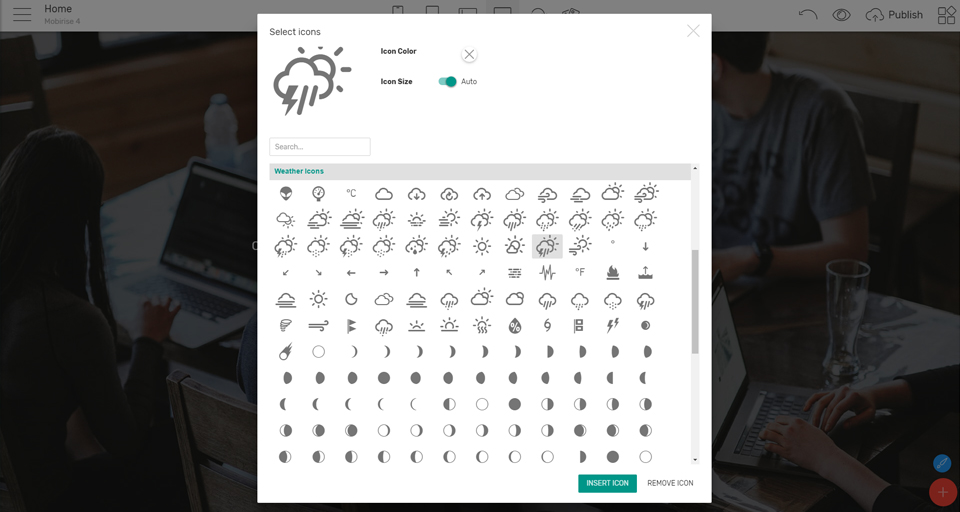 Home
Mobirise 4
Publish
Select icons
Icon Color
Icon Size
Auto
Search...
Weather Icons
°C
°F
INSERT ICON
REMOVE ICON